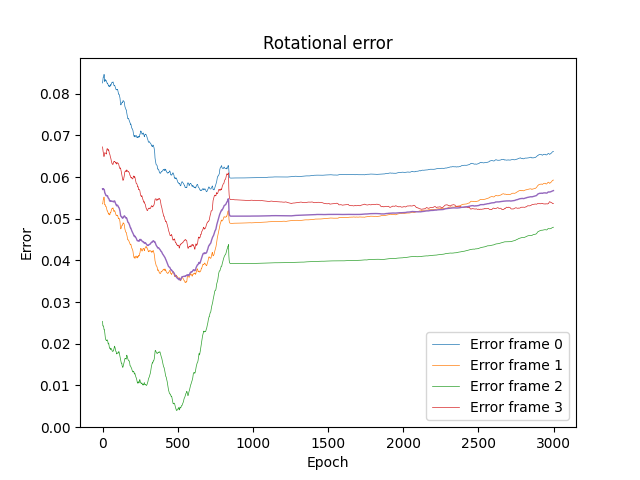 Rotational error
Error
0.08
0.07
0.06
0.05
0.04
0.03
0.02
0.01
0.00
0
500
1000
1500
2000
2500
3000
Epoch
Error frame 0
Error frame 1
Error frame 2
Error frame 3